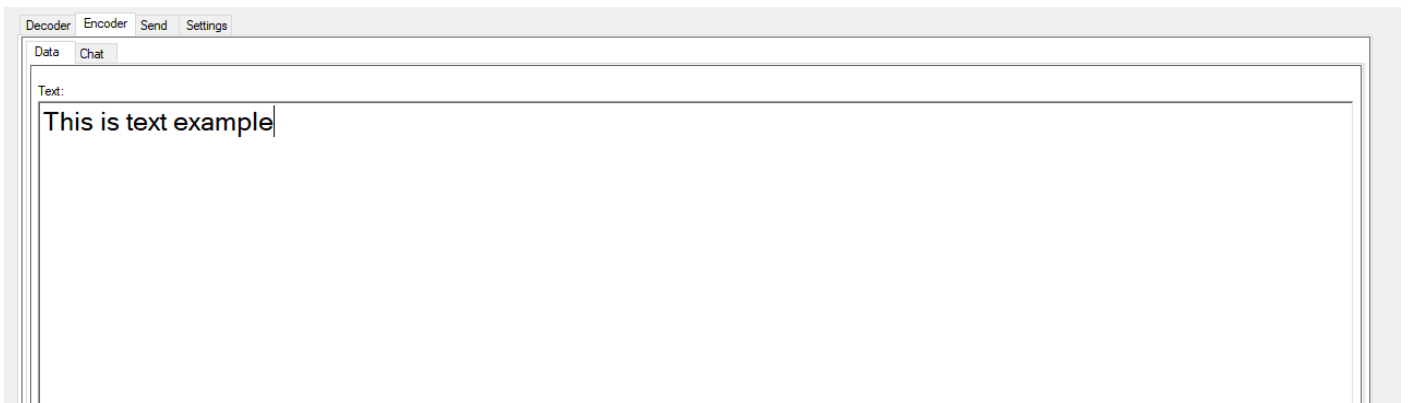 Decoder Encoder Send Settings
Data Chat
Text:
This is text example